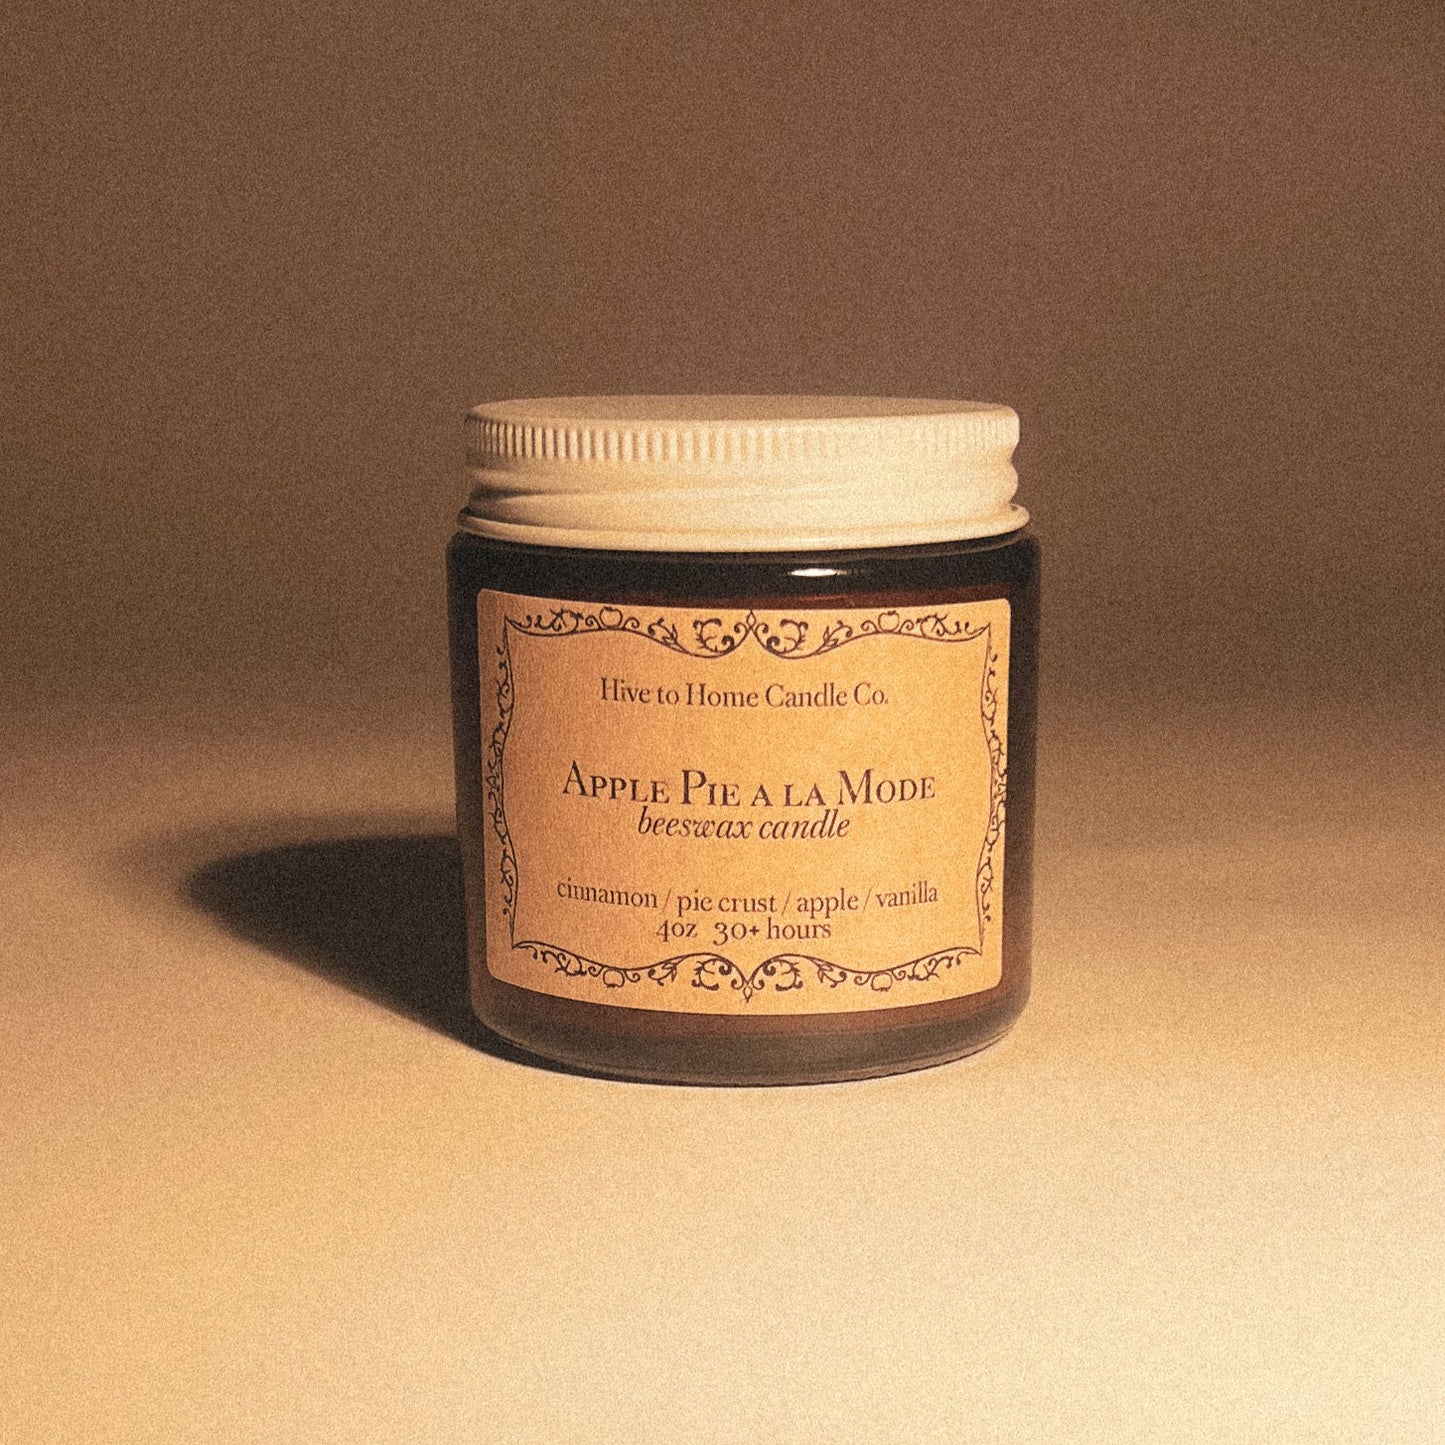 Hive to Home Candle Co.
Apple Pie a la Mode
beeswax candle
cinnamon / pie crust / apple / vanilla
4oz 30+ hours